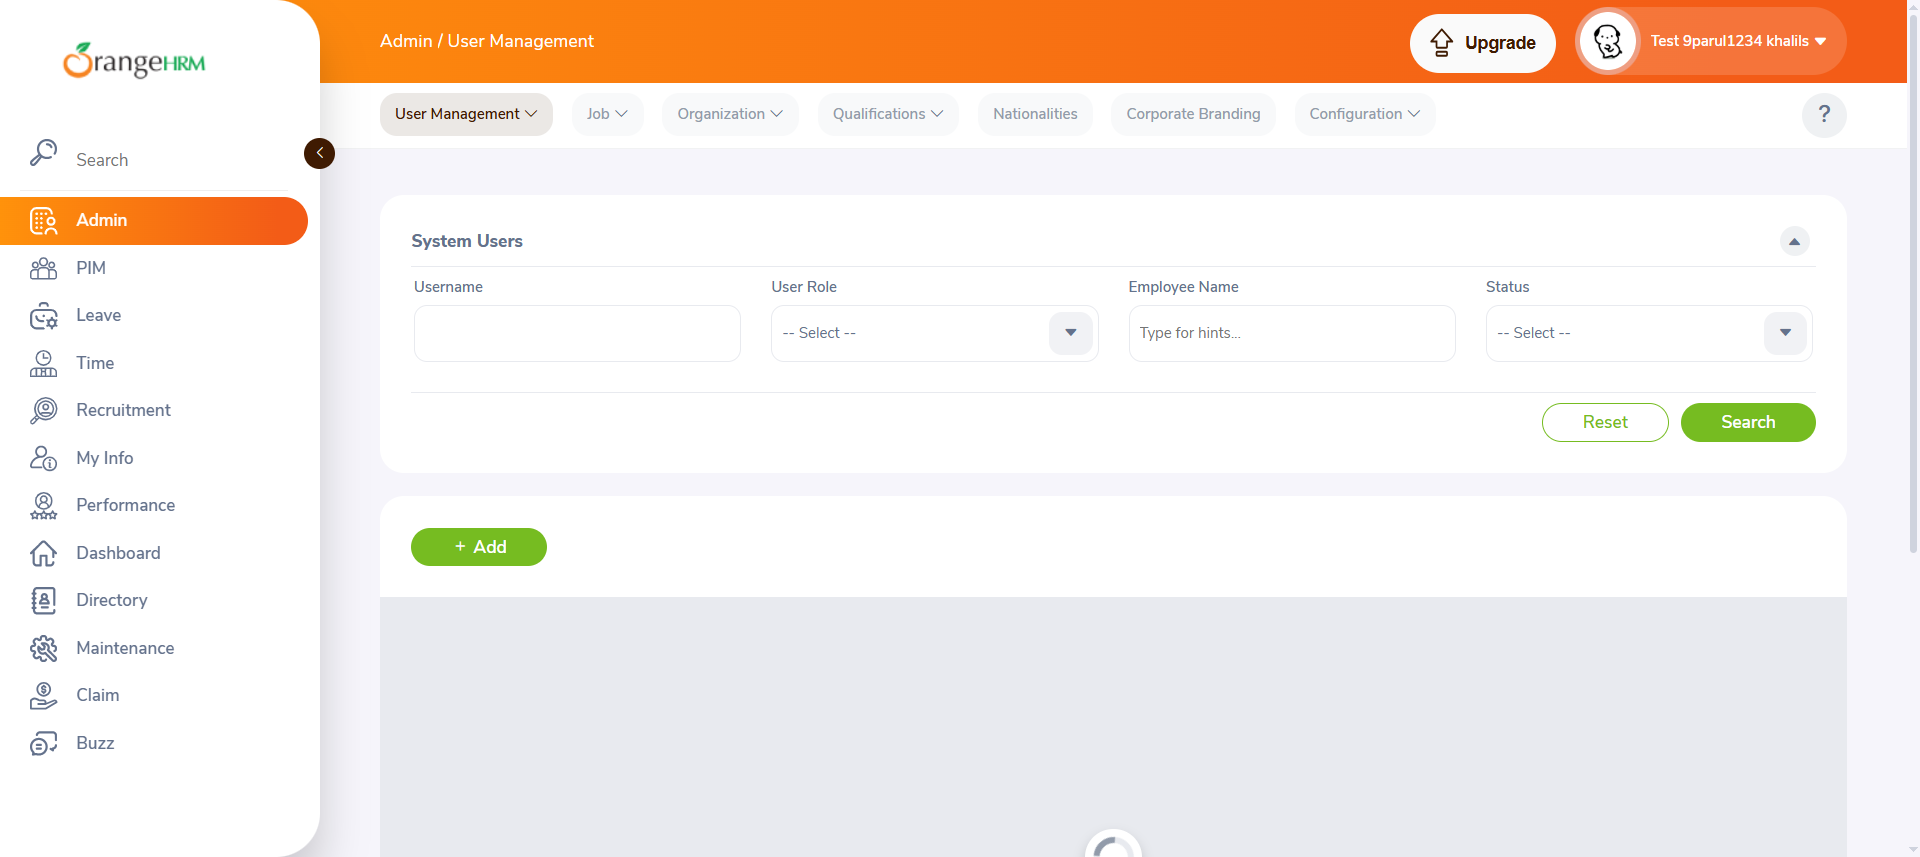 OrangeHRM
Admin / User Management
Upgrade
Test 9parul1234 khalils
User Management
Job
Organization
Qualifications
Nationalities
Corporate Branding
Configuration
?
Search
Admin
PIM
Leave
Time
Recruitment
My Info
Performance
Dashboard
Directory
Maintenance
Claim
Buzz
System Users
Username
User Role
Employee Name
Status
-- Select --
Type for hints...
-- Select --
Reset
Search
+ Add